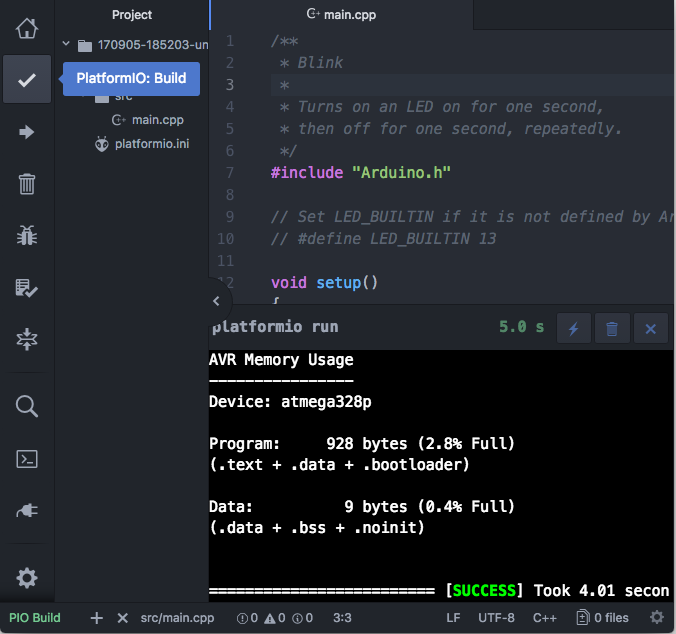 Project
main.cpp
170905-185203-un
PlatformIO: Build
src
main.cpp
platformio.ini
1 /**
2 * Blink
3 *
4 * Turns on an LED on for one second,
5 * then off for one second, repeatedly.
6 */
7 #include "Arduino.h"
8
9 // Set LED_BUILTIN if it is not defined by Ar
10 // #define LED_BUILTIN 13
11
12 void setup()
{
platformio run
5.0 s
AVR Memory Usage
----------------
Device: atmega328p
Program: 928 bytes (2.8% Full)
(.text + .data + .bootloader)
Data: 9 bytes (0.4% Full)
(.data + .bss + .noinit)
========================= [SUCCESS] Took 4.01 secon
PIO Build + × src/main.cpp 0 0 0 3:3 LF UTF-8 C++ 0 files